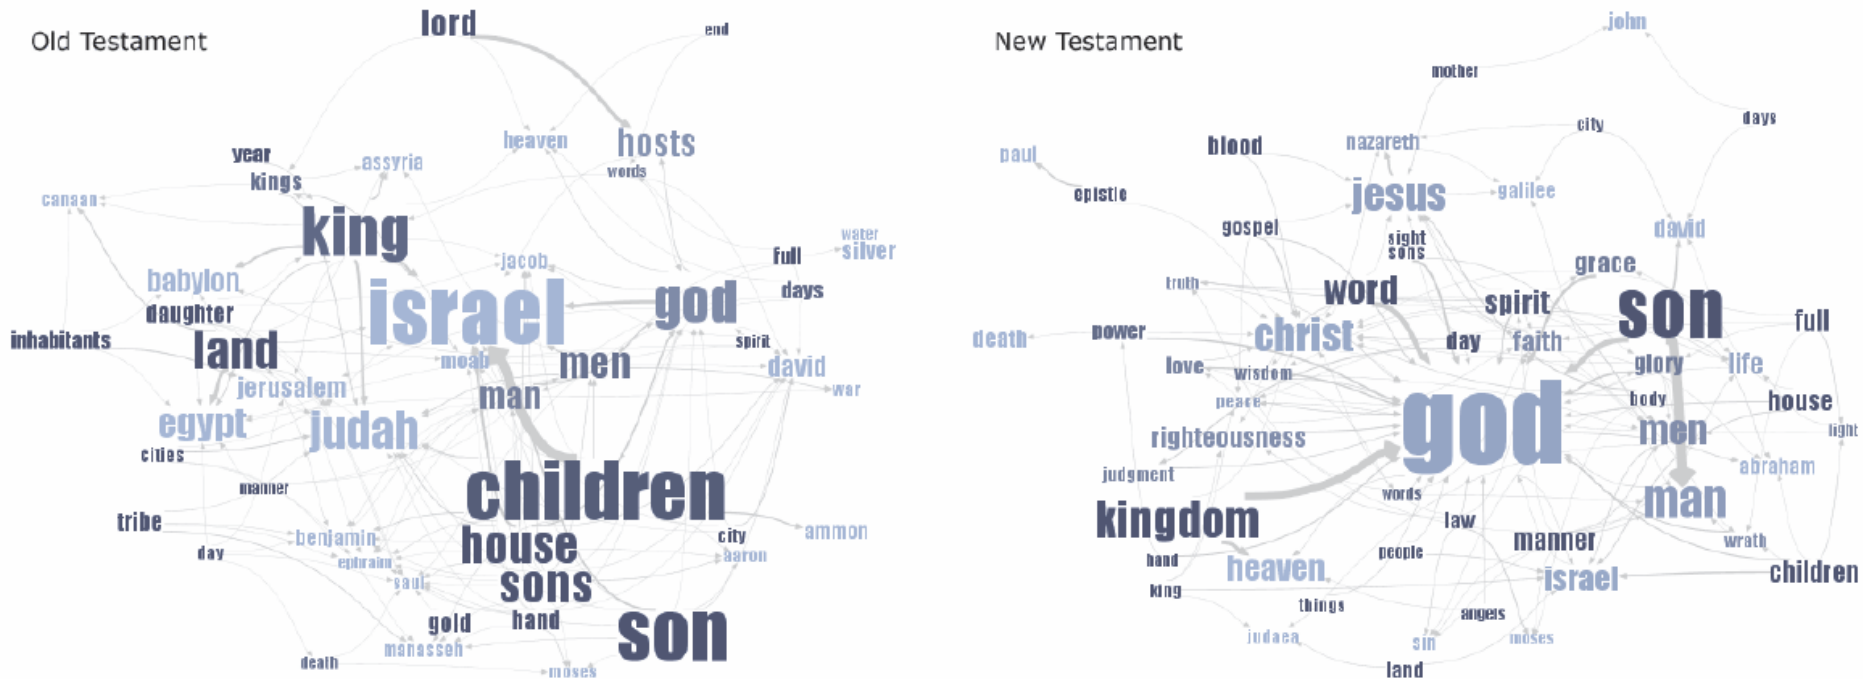 Old Testament
lord
end
heaven
hosts
year
assyria
words
kings
canaan
king
water
silver
full
jacob
babylon
israel
god
days
daughter
inhabitants
land
spirit
moab
men
david
jerusalem
man
war
egypt
judah
cities
manner
children
tribe
benjamin
house
city
ammon
day
ephraim
aaron
saul
sons
gold
hand
son
manasseh
death
moses
New Testament
john
mother
days
city
blood
nazareth
paul
epistle
jesus
galilee
gospel
david
sight
sons
grace
truth
word
spirit
son
full
death
power
christ
day
faith
love
wisdom
glory
life
peace
god
body
house
righteousness
men
light
judgment
abraham
words
man
kingdom
law
manner
wrath
hand
people
heaven
israel
children
king
things
angels
judaea
sin
moses
land